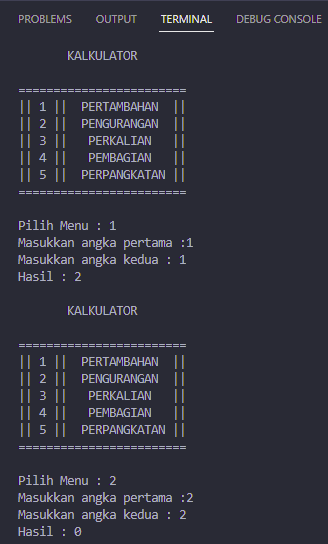 PROBLEMS OUTPUT TERMINAL DEBUG CONSOLE
KALKULATOR
========================
|| 1 || PERTAMBAHAN ||
|| 2 || PENGURANGAN ||
|| 3 || PERKALIAN ||
|| 4 || PEMBAGIAN ||
|| 5 || PERPANGKATAN ||
========================
Pilih Menu : 1
Masukkan angka pertama :1
Masukkan angka kedua : 1
Hasil : 2
KALKULATOR
========================
|| 1 || PERTAMBAHAN ||
|| 2 || PENGURANGAN ||
|| 3 || PERKALIAN ||
|| 4 || PEMBAGIAN ||
|| 5 || PERPANGKATAN ||
========================
Pilih Menu : 2
Masukkan angka pertama :2
Masukkan angka kedua : 2
Hasil : 0